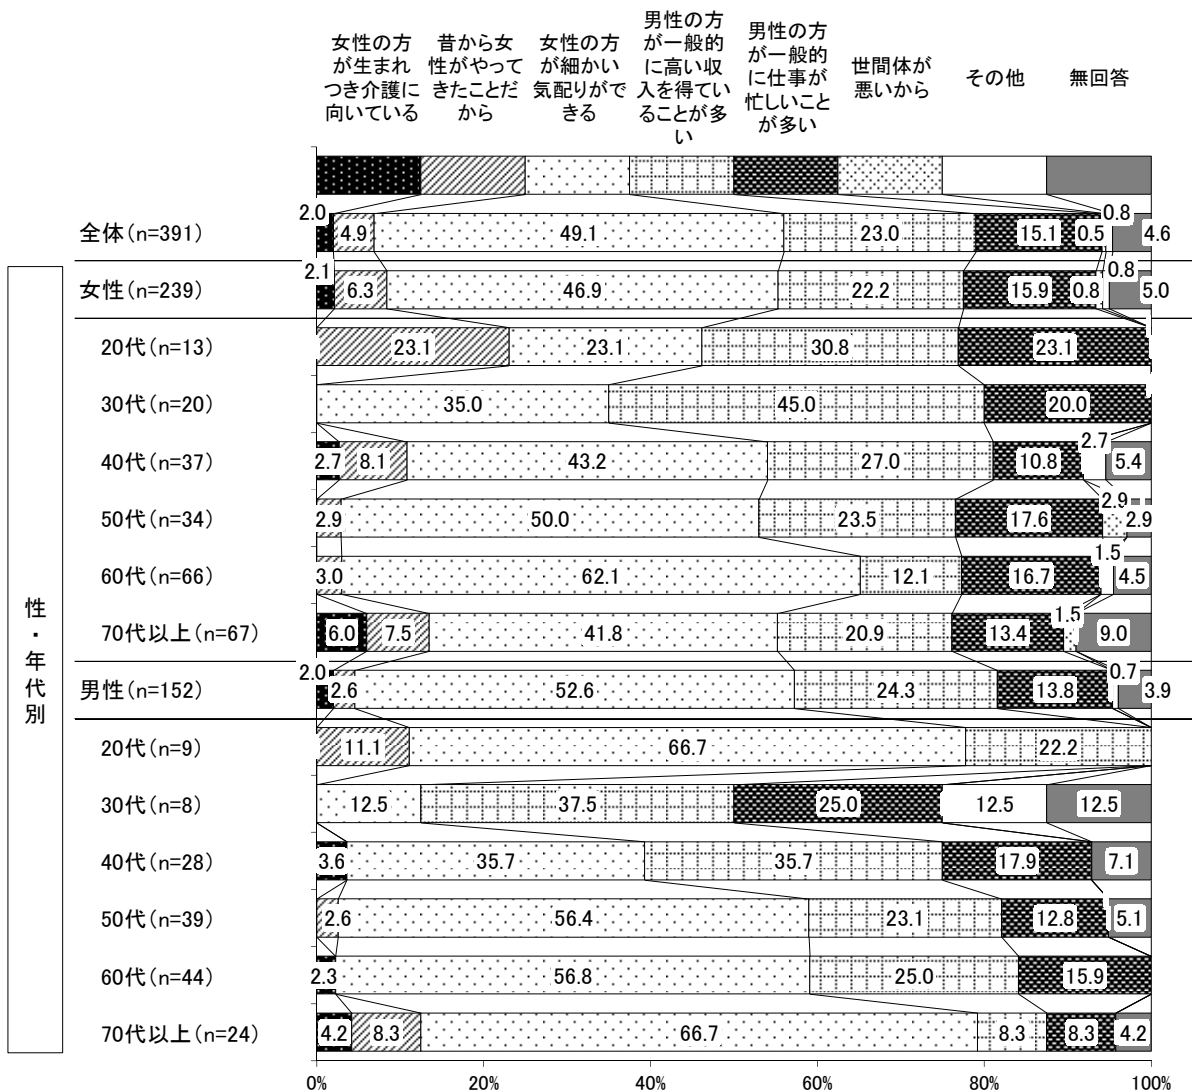 女性の方
が生まれ
つき介護に
向いている
昔から女
性がやって
きたことだ
から
女性の方
が細かい
気配りがで
きる
男性の方
が一般的
に高い収
入を得てい
ることが多
い
男性の方
が一般的
に仕事が
忙しいこと
が多い
世間体が
悪いから
その他
無回答
全体(n=391)
2.0 4.9 49.1 23.0 15.1 0.5 0.8 4.6
女性(n=239)
2.1 6.3 46.9 22.2 15.9 0.8 0.8 5.0
20代(n=13)
23.1 23.1 30.8 23.1
30代(n=20)
35.0 45.0 20.0
40代(n=37)
2.7 8.1 43.2 27.0 10.8 2.7 5.4
50代(n=34)
2.9 50.0 23.5 17.6 2.9 2.9
60代(n=66)
3.0 62.1 12.1 16.7 1.5 4.5
70代以上(n=67)
6.0 7.5 41.8 20.9 13.4 1.5 9.0
男性(n=152)
2.0 2.6 52.6 24.3 13.8 0.7 3.9
20代(n=9)
11.1 66.7 22.2
30代(n=8)
12.5 37.5 25.0 12.5 12.5
40代(n=28)
3.6 35.7 35.7 17.9 7.1
50代(n=39)
2.6 56.4 23.1 12.8 5.1
60代(n=44)
2.3 56.8 25.0 15.9
70代以上(n=24)
4.2 8.3 66.7 8.3 8.3 4.2
性・年代別
0% 20% 40% 60% 80% 100%